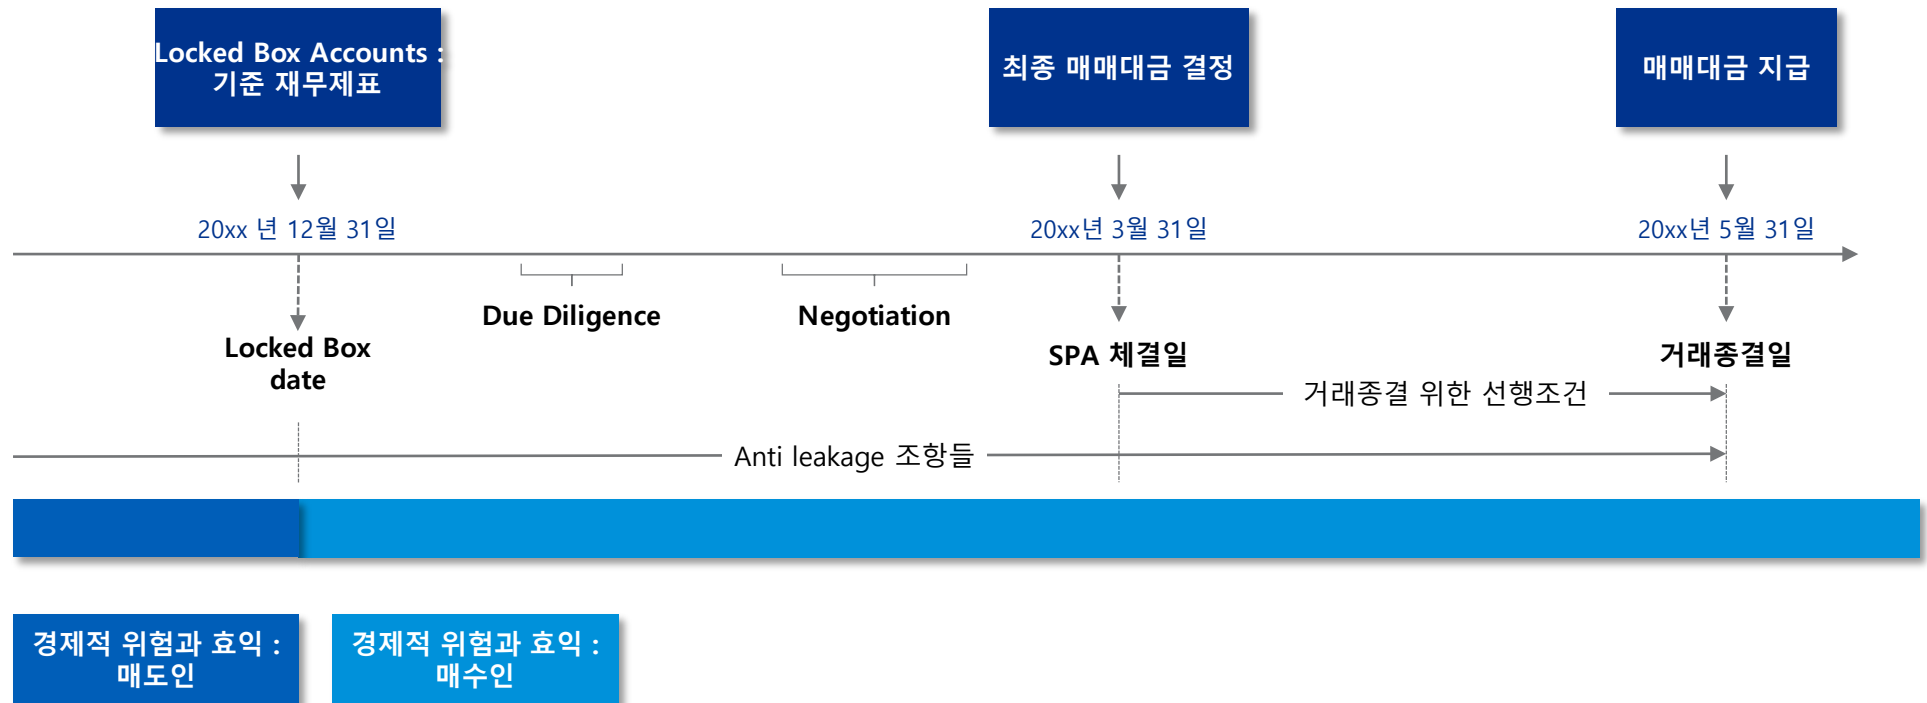 Locked Box Accounts :
기준 재무제표
최종 매매대금 결정
매매대금 지급
20xx 년 12월 31일
20xx년 3월 31일
20xx년 5월 31일
Due Diligence
Negotiation
Locked Box
date
SPA 체결일
거래종결일
거래종결 위한 선행조건
Anti leakage 조항들
경제적 위험과 효익 :
매도인
경제적 위험과 효익 :
매수인